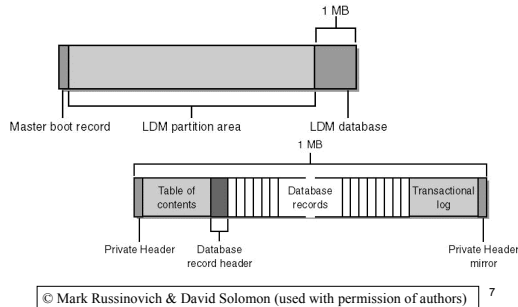 1 MB
Master boot record
LDM partition area
LDM database
1 MB
Table of
contents
Database
records
Transactional
log
Private Header
Database
record header
Private Header
mirror
© Mark Russinovich & David Solomon (used with permission of authors)
7